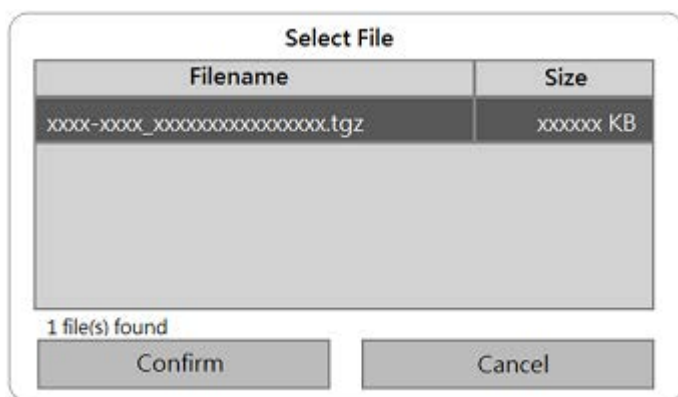 Select File
Filename Size
xxxx-xxxx_xxxxxxxxxxxxxxxx.tgz xxxxxx KB
1 file(s) found
Confirm Cancel